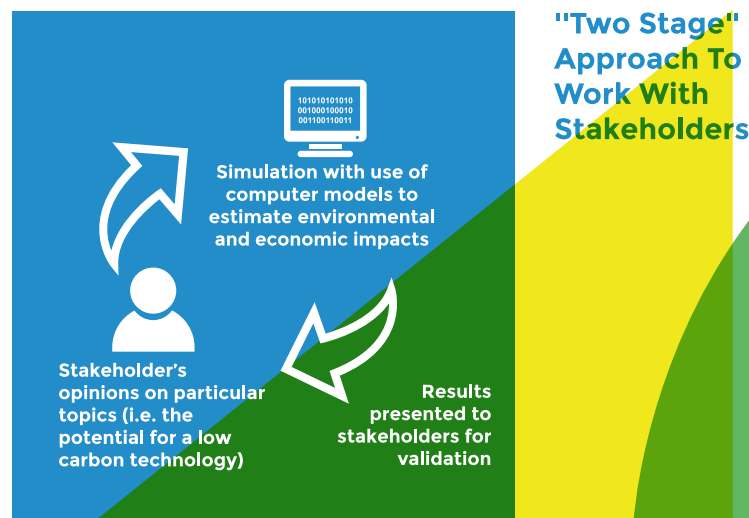 "Two Stage"
Approach To
Work With
Stakeholders
101010101010
001000100010
001100110011
Simulation with use of
computer models to
estimate environmental
and economic impacts
Stakeholder’s
opinions on particular
topics (i.e. the
potential for a low
carbon technology)
Results
presented to
stakeholders for
validation